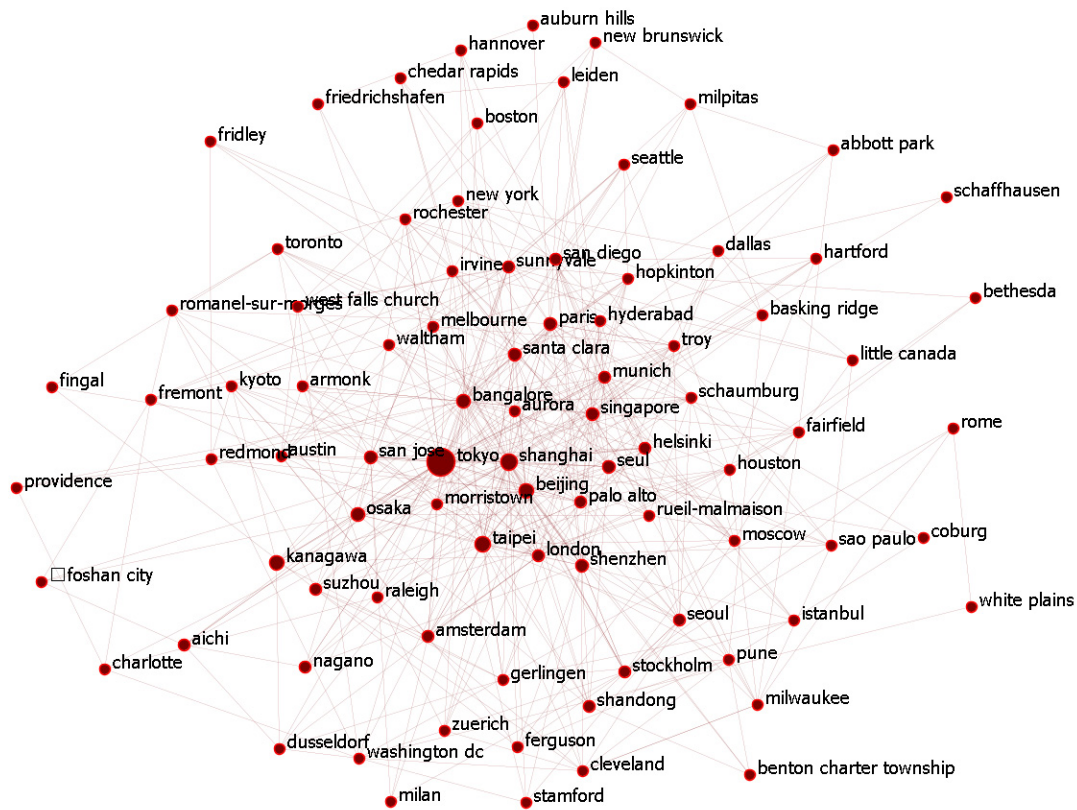 auburn hills
new brunswick
hannover
chedar rapids
leiden
friedrichshafen
milpitas
boston
fridley
abbott park
seattle
schaffhausen
new york
rochester
toronto
dallas
hartford
san diego
irvine
sunnyvale
hopkinton
bethesda
romanel-sur-morges
west falls church
basking ridge
melbourne
paris
hyderabad
waltham
santa clara
troy
little canada
munich
fingal
fremont
kyoto
armonk
schaumburg
bangalore
aurora
singapore
rome
fairfield
helsinki
redmond
austin
san jose
tokyo
shanghai
seul
houston
providence
beijing
morristown
palo alto
osaka
rueil-malmaison
coburg
taipei
moscow
sao paulo
london
kanagawa
shenzhen
foshan city
suzhou
raleigh
white plains
seoul
istanbul
aichi
amsterdam
charlotte
nagano
gerlingen
stockholm
pune
shandong
milwaukee
zuerich
dusseldorf
washington dc
ferguson
cleveland
benton charter township
milan
stamford